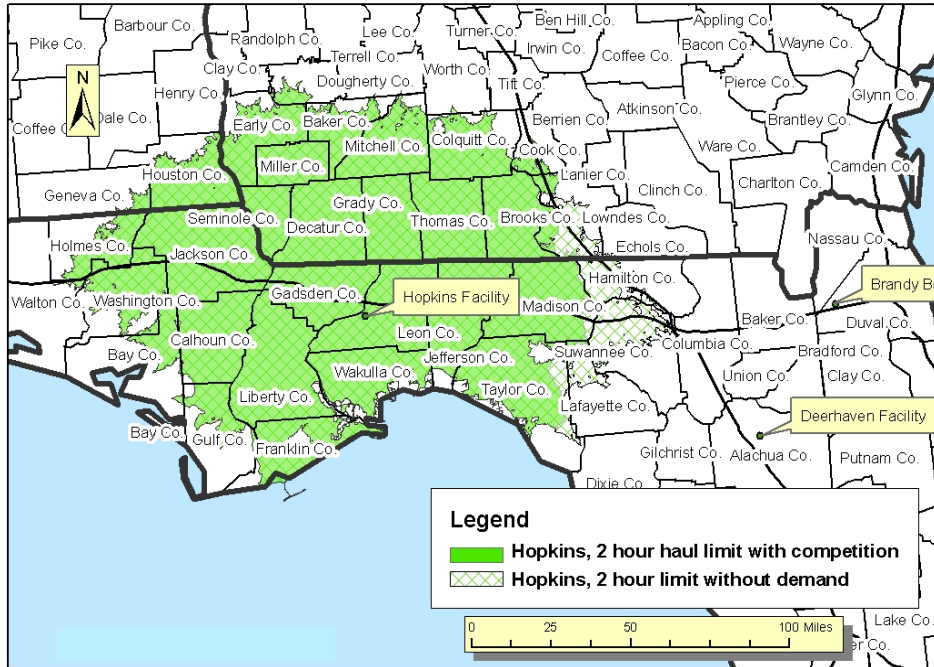 Barbour Co.
Pike Co.
Randolph Co.
Lee Co.
Turner Co.
Ben Hill Co.
Appling Co.
Irwin Co.
Coffee Co.
Bacon Co.
Wayne Co.
Clay Co.
Terrell Co.
Dougherty Co.
Worth Co.
Tift Co.
Pierce Co.
Glynn Co.
N
Henry Co.
Coffee C
Dale Co.
Early Co.
Baker Co.
Mitchell Co.
Colquitt Co.
Berrien Co.
Atkinson Co.
Brantley Co.
Ware Co.
Miller Co.
Cook Co.
Houston Co.
Lanier Co.
Clinch Co.
Charlton Co.
Camden Co.
Geneva Co.
Grady Co.
Seminole Co.
Decatur Co.
Thomas Co.
Brooks Co.
Lowndes Co.
Holmes Co.
Jackson Co.
Echols Co.
Nassau Co.
Hamilton Co.
Walton Co.
Washington Co.
Gadsden Co.
Hopkins Facility
Madison Co.
Brandy Br
Baker Co.
Duval Co.
Calhoun Co.
Leon Co.
Columbia Co.
Bay Co.
Jefferson Co.
Suwannee Co.
Bradford Co.
Wakulla Co.
Union Co.
Clay Co.
Liberty Co.
Taylor Co.
Lafayette Co.
Deerhaven Facility
Bay Co.
Gulf Co.
Franklin Co.
Gilchrist Co.
Alachua Co.
Putnam Co.
Dixie Co.
Legend
Hopkins, 2 hour haul limit with competition
Hopkins, 2 hour limit without demand
0 25 50 100 Miles
Lake Co.
er Co.